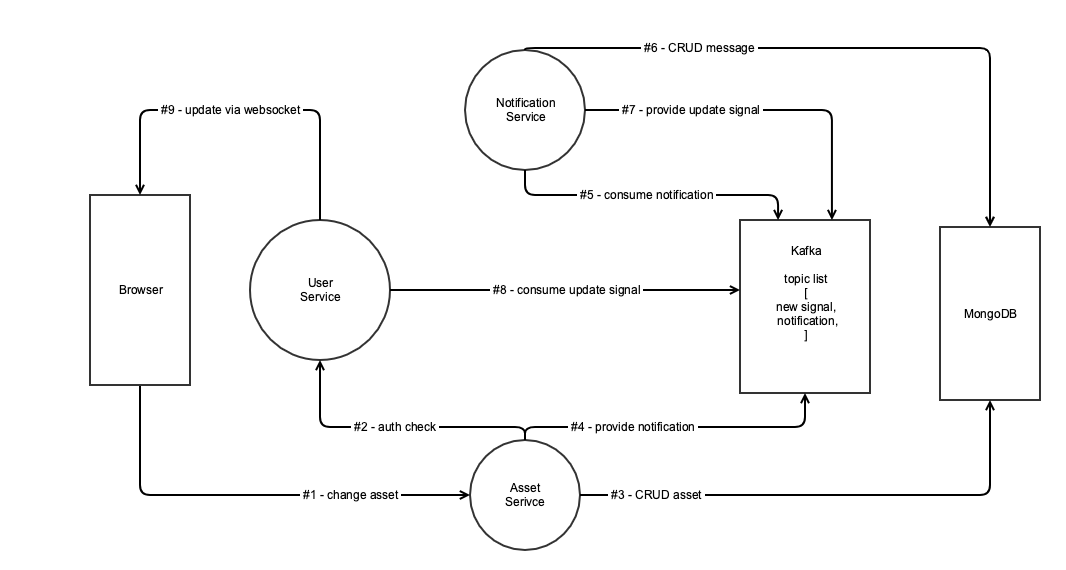 #6 - CRUD message
Notification
Service
#9 - update via websocket
#7 - provide update signal
#5 - consume notification
Kafka
topic list
[
new signal,
notification,
]
User
Service
Browser
#8 - consume update signal
MongoDB
#2 - auth check
#4 - provide notification
Asset
Serivce
#1 - change asset
#3 - CRUD asset